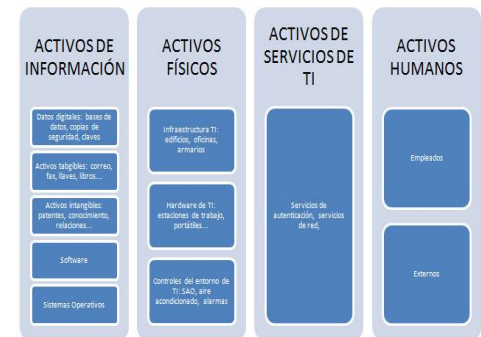 ACTIVOS DE
INFORMACIÓN
Datos digitales: bases de
datos, copias de
seguridad, claves
Activos tabgibles: correo,
fax, llaves, libros...
Activos intangibles:
patentes, conocimiento,
relaciones...
Software
Sistemas Operativos
ACTIVOS
FÍSICOS
Infraestructura TI:
edificios, oficinas,
armarios
Hardware de TI:
estaciones de trabajo,
portátiles...
Controles del entorno de
TI: SAO, aire
acondicionado, alarmas
ACTIVOS DE
SERVICIOS DE
TI
Servicios de
autenticación, servicios
de red,
ACTIVOS
HUMANOS
Empleados
Externos